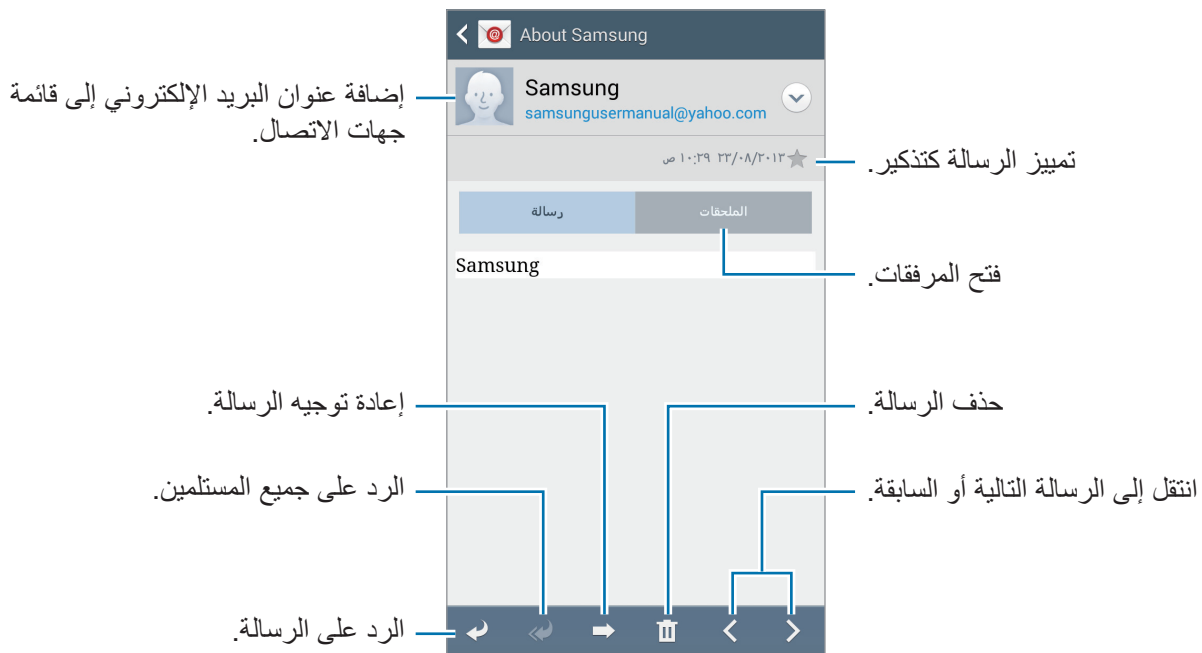 About Samsung
Samsung
samsungusermanual@yahoo.com
إضافة عنوان البريد الإلكتروني إلى قائمة
جهات الاتصال.
٢٣/٠٨/٢٠١٣ ١٠:٢٩ ص
تمييز الرسالة كتذكير.
الملحقات
رسالة
Samsung
فتح المرفقات.
حذف الرسالة.
إعادة توجيه الرسالة.
انتقل إلى الرسالة التالية أو السابقة.
الرد على جميع المستلمين.
الرد على الرسالة.